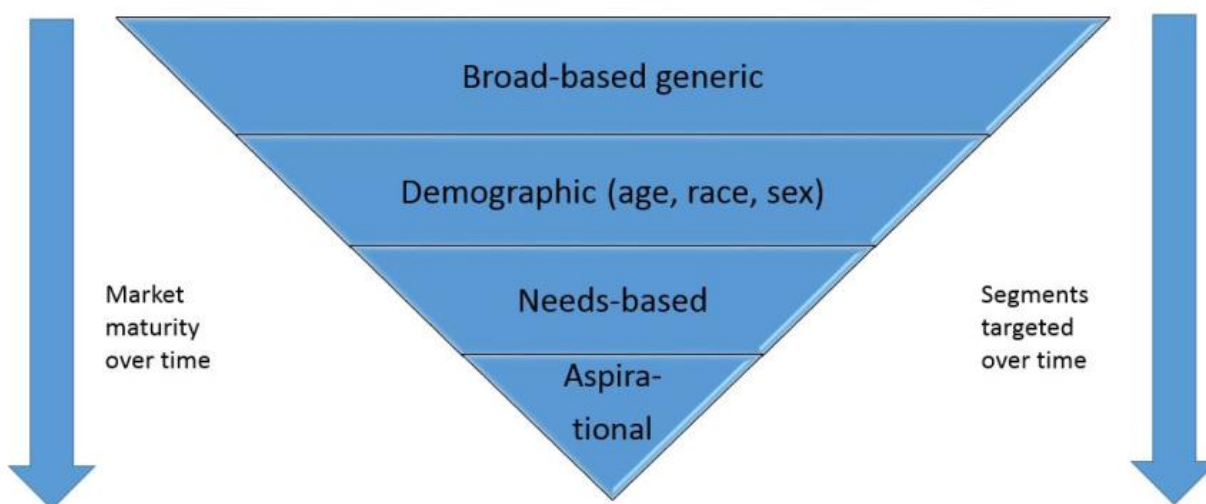 Broad-based generic
Demographic (age, race, sex)
Needs-based
Aspira-
tional
Market
maturity
over time
Segments
targeted
over time